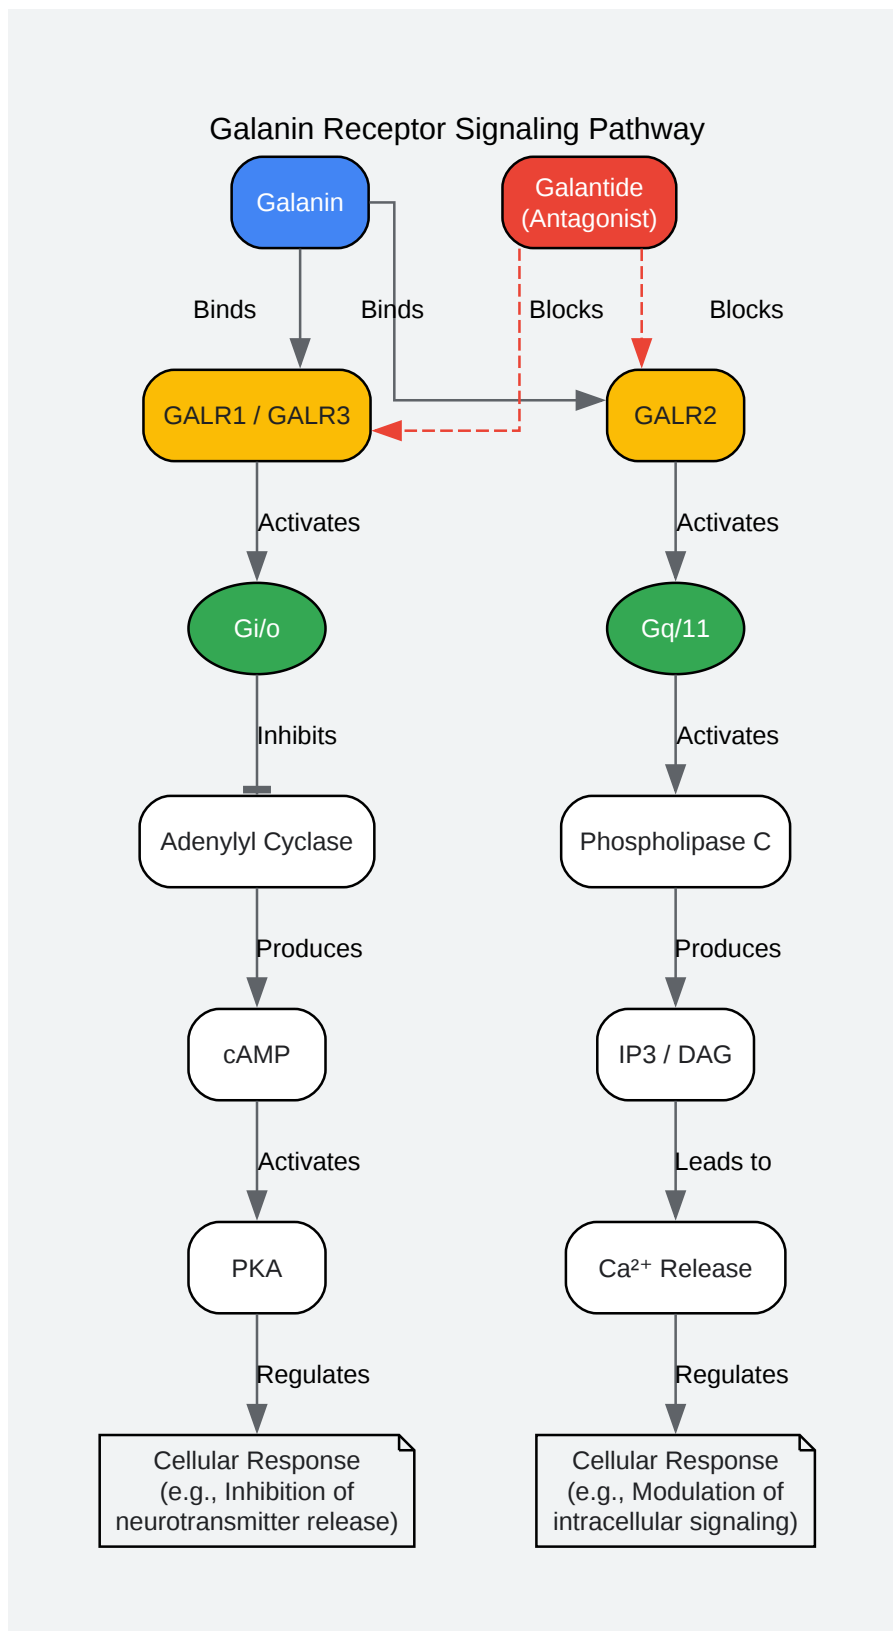 Galanin Receptor Signaling Pathway
Galanin
Galantide
(Antagonist)
Binds
Binds
Blocks
Blocks
GALR1 / GALR3
GALR2
Activates
Activates
Gi/o
Gq/11
Inhibits
Activates
Adenylyl Cyclase
Phospholipase C
Produces
Produces
cAMP
IP3 / DAG
Activates
Leads to
PKA
Ca²⁺ Release
Regulates
Regulates
Cellular Response
(e.g., Inhibition of
neurotransmitter release)
Cellular Response
(e.g., Modulation of
intracellular signaling)